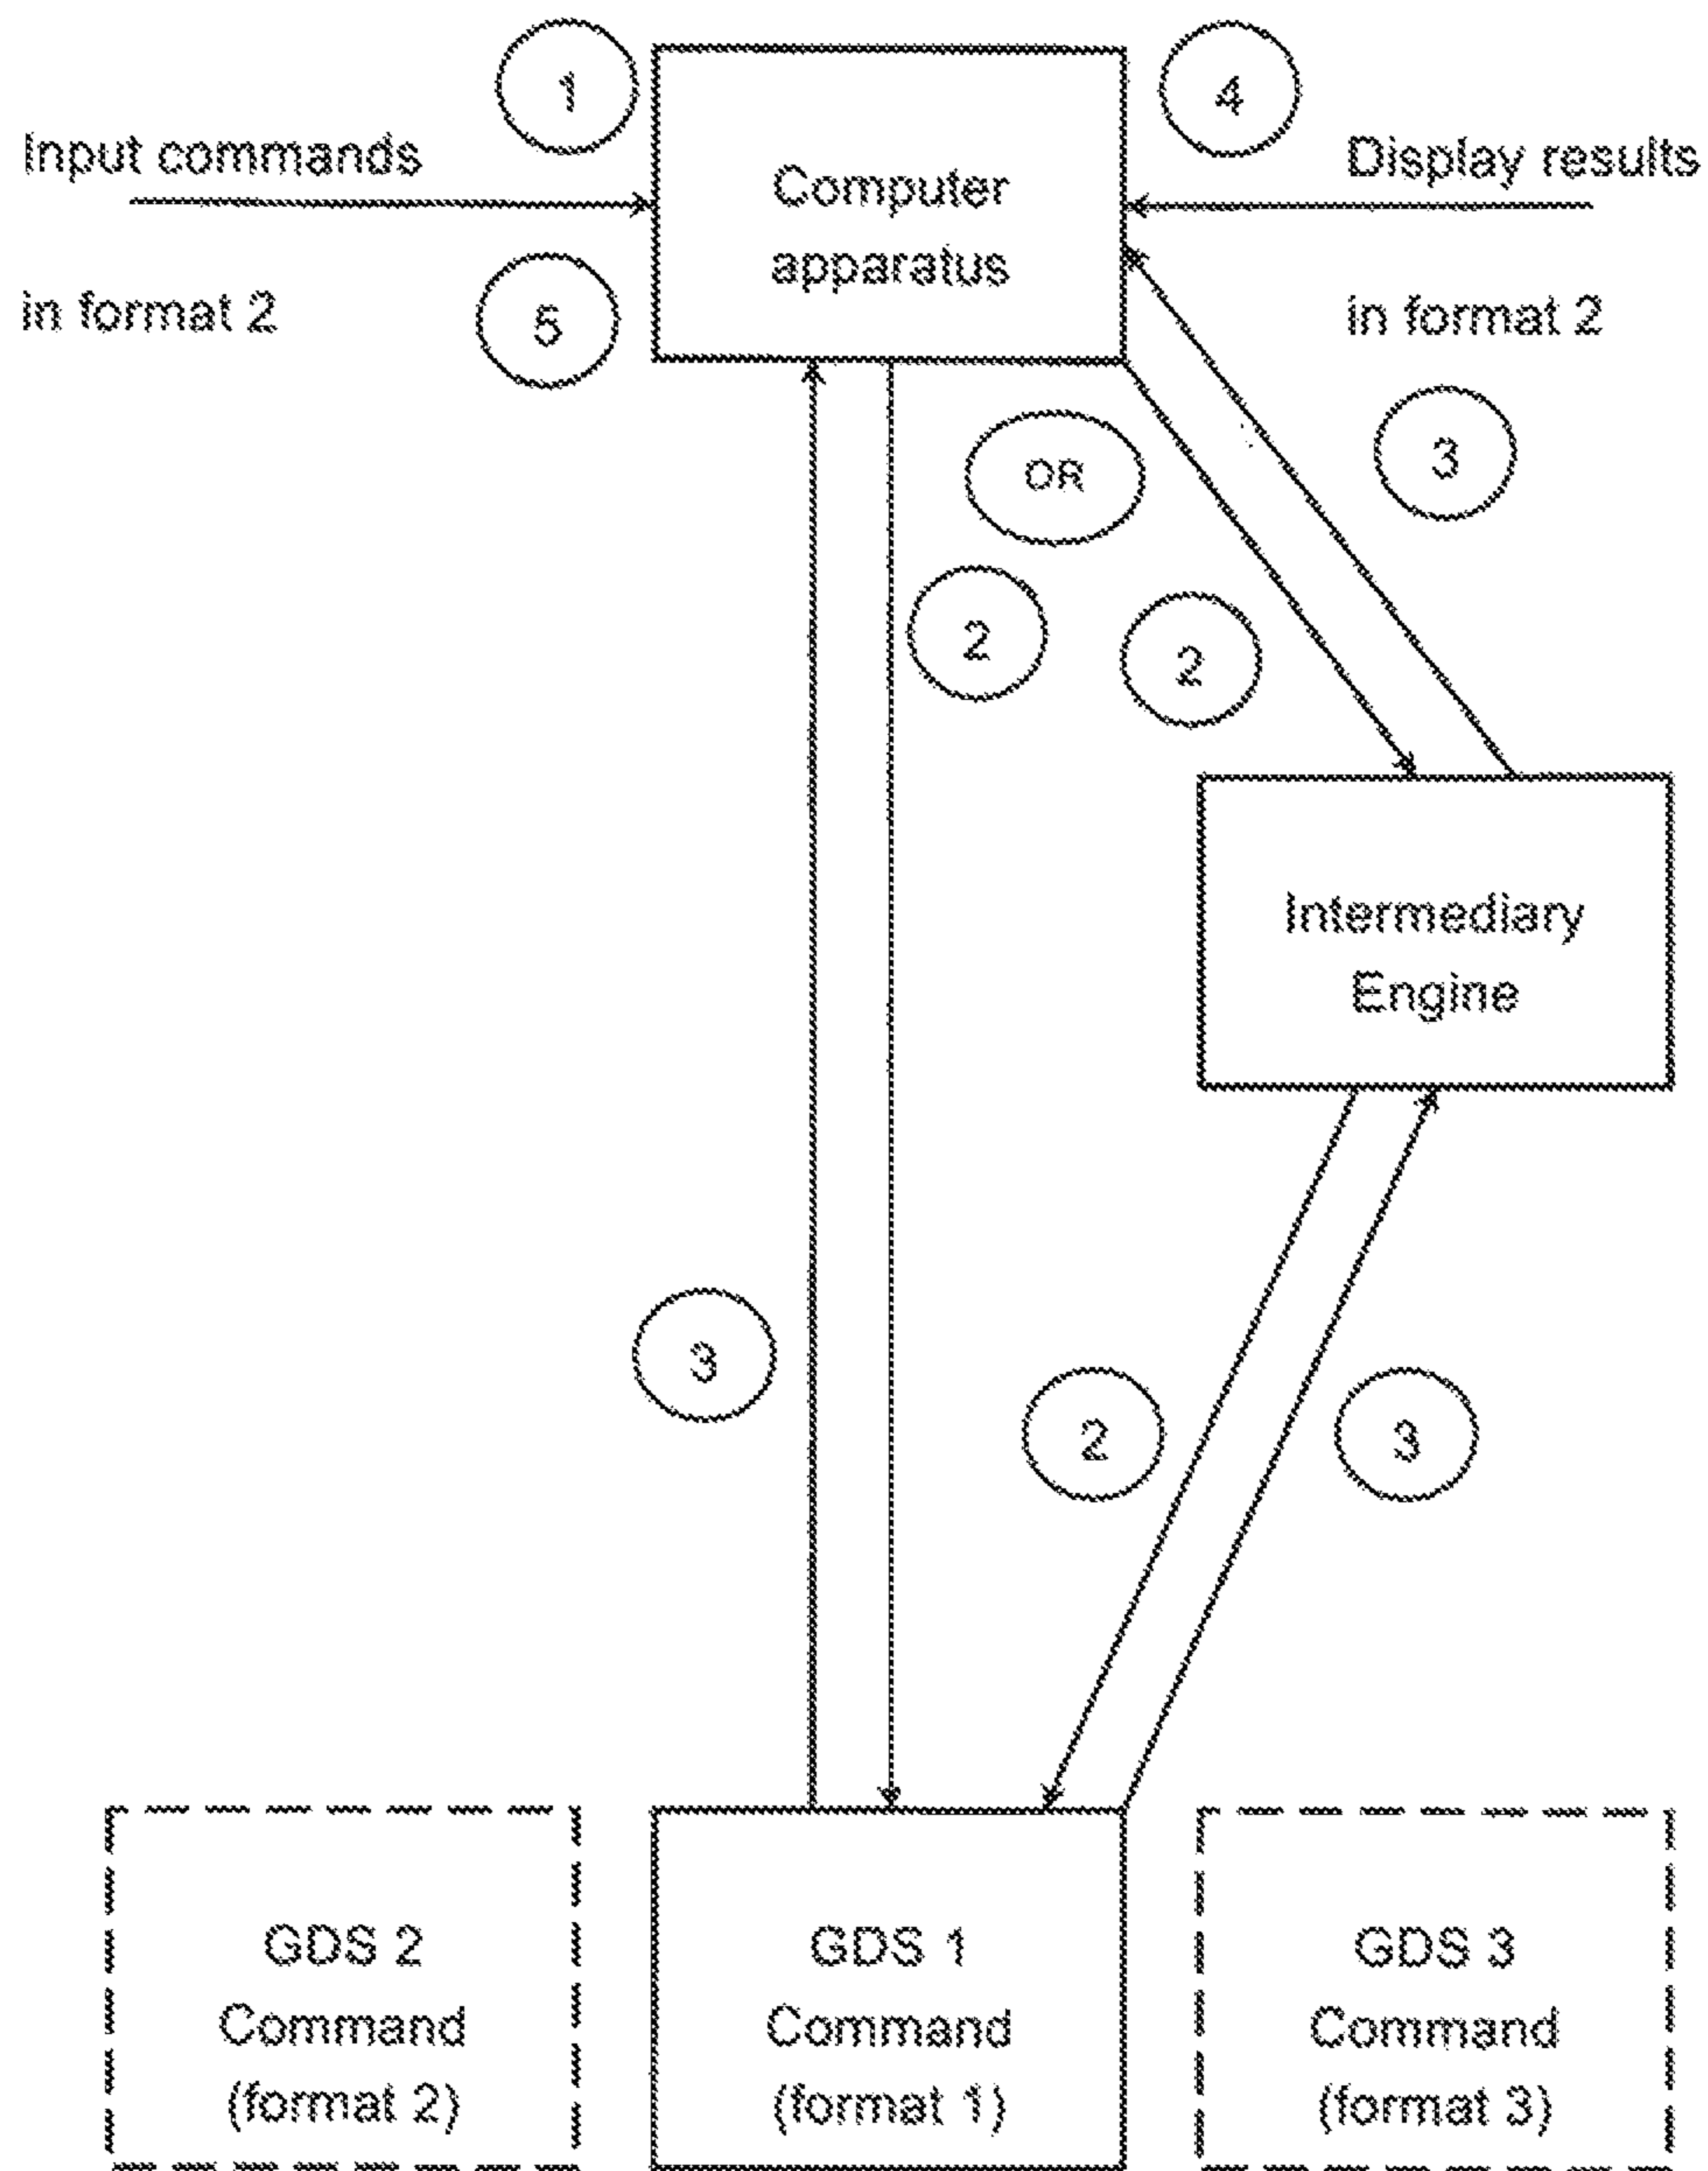 1
4
Input commands
Computer
apparatus
Display results
in format 2
5
in format 2
OR
3
2
2
Intermediary
Engine
3
2
3
GDS 2
Command
(format 2)
GDS 1
Command
(format 1)
GDS 3
Command
(format 3)